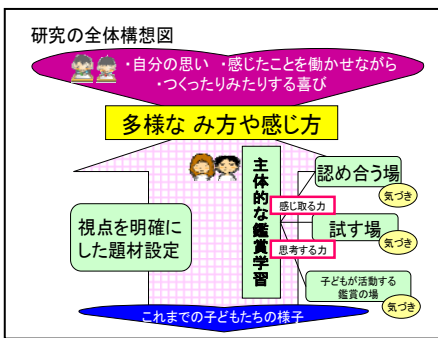 研究の全体構想図
・自分の思い ・感じたことを働かせながら
・つくったりみたりする喜び
多様な み方や感じ方
視点を明確に
した題材設定
主体的な鑑賞学習
認め合う場
気づき
感じ取る力
試す場
気づき
思考する力
子どもが活動する
鑑賞の場
気づき
これまでの子どもたちの様子